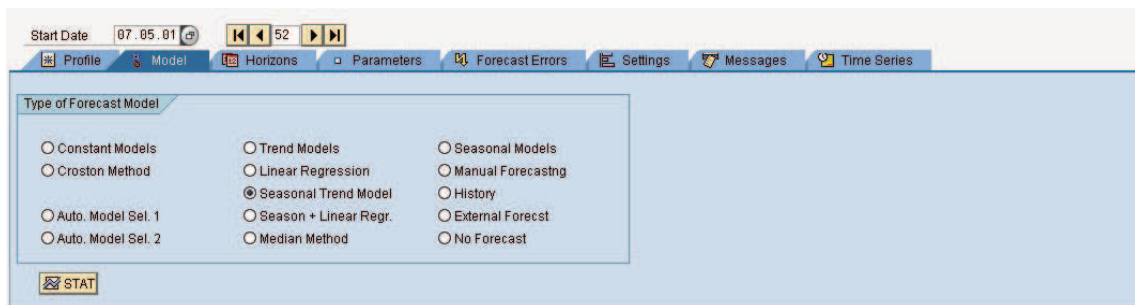 Start Date 07.05.01 52
Profile Model Horizons Parameters Forecast Errors Settings Messages Time Series
Type of Forecast Model
Constant Models Trend Models Seasonal Models
Croston Method Linear Regression Manual Forecastng
Seasonal Trend Model History
Auto. Model Sel. 1 Season + Linear Regr. External Forecst
Auto. Model Sel. 2 Median Method No Forecast
STAT